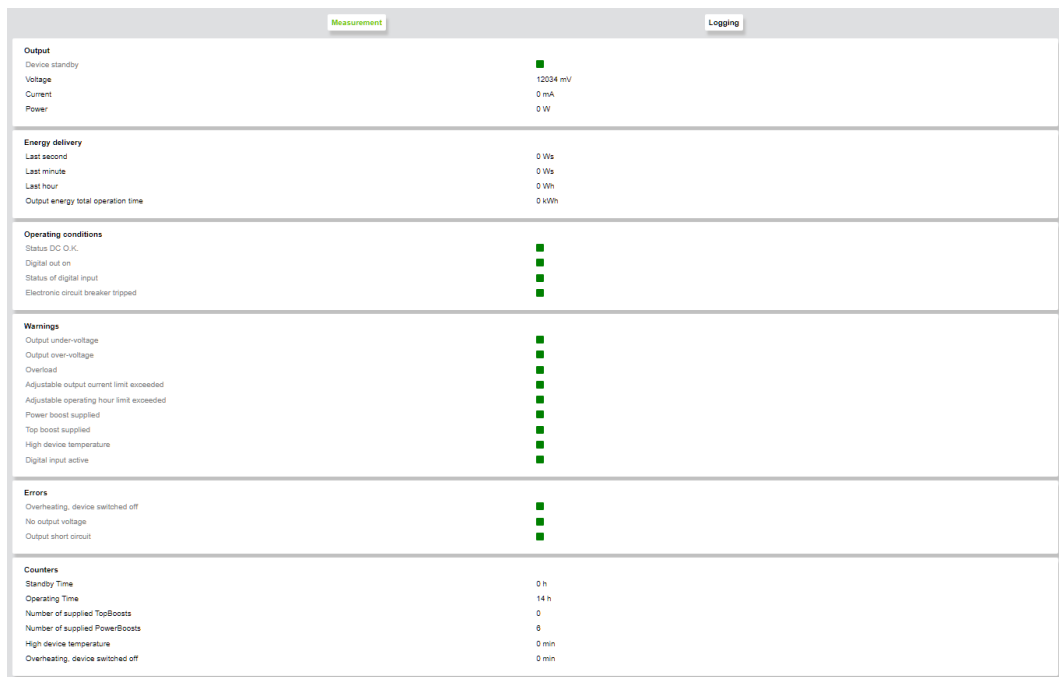 Measurement Logging
Output
Device standby
Voltage 12034 mV
Current 0 mA
Power 0 W
Energy delivery
Last second 0 Ws
Last minute 0 Ws
Last hour 0 Wh
Output energy total operation time 0 kWh
Operating conditions
Status DC O.K.
Digital out on
Status of digital input
Electronic circuit breaker tripped
Warnings
Output under-voltage
Output over-voltage
Overload
Adjustable output current limit exceeded
Adjustable operating hour limit exceeded
Power boost supplied
Top boost supplied
High device temperature
Digital input active
Errors
Overheating, device switched off
No output voltage
Output short circuit
Counters
Standby Time 0 h
Operating Time 14 h
Number of supplied TopBoosts 0
Number of supplied PowerBoosts 6
High device temperature 0 min
Overheating, device switched off 0 min